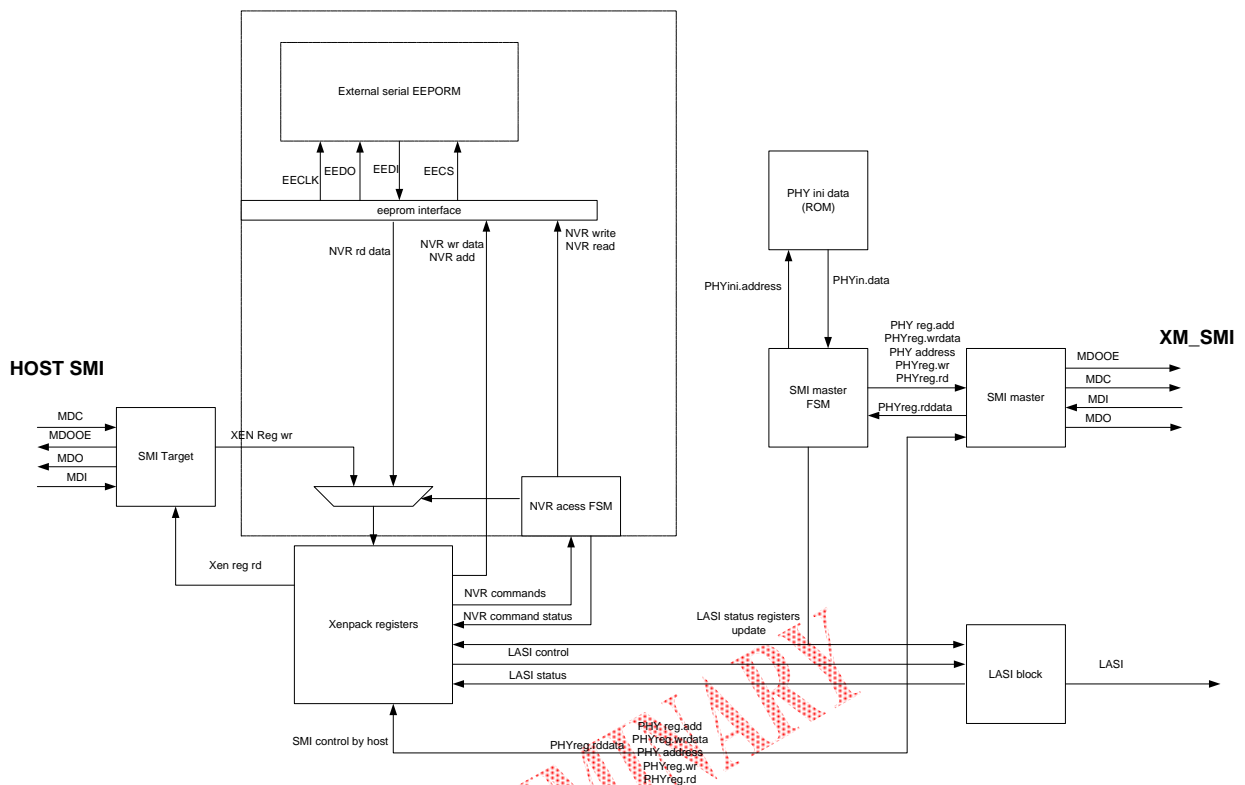 External serial EEPORM
EECLK
EEDO
EEDI
EECS
eeprom interface
NVR rd data
NVR wr data
NVR add
NVR write
NVR read
PHY ini data
(ROM)
PHYini.address
PHYin.data
HOST SMI
MDC
MDOOE
MDO
MDI
SMI Target
XEN Reg wr
NVR acess FSM
Xen reg rd
Xenpack registers
NVR commands
NVR command status
SMI master
FSM
PHY reg.add
PHYreg.wrdata
PHY address
PHYreg.wr
PHYreg.rd
PHYreg.rddata
SMI master
XM_SMI
MDOOE
MDC
MDI
MDO
LASI status registers
update
LASI control
LASI status
LASI block
LASI
SMI control by host
PHYreg.rddata
PHY reg.add
PHYreg.wrdata
PHY address
PHYreg.wr
PHYreg.rd
MINARY